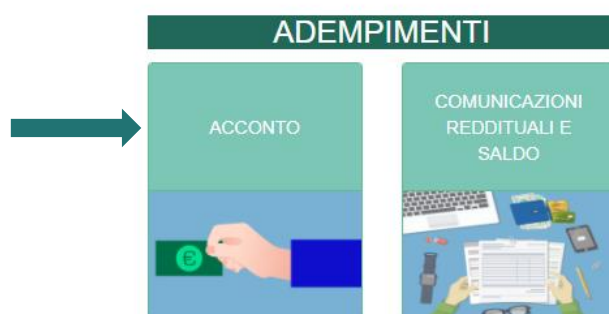 ADEMPIMENTI
ACCONTO
COMUNICAZIONI
REDDITUALI E
SALDO
€